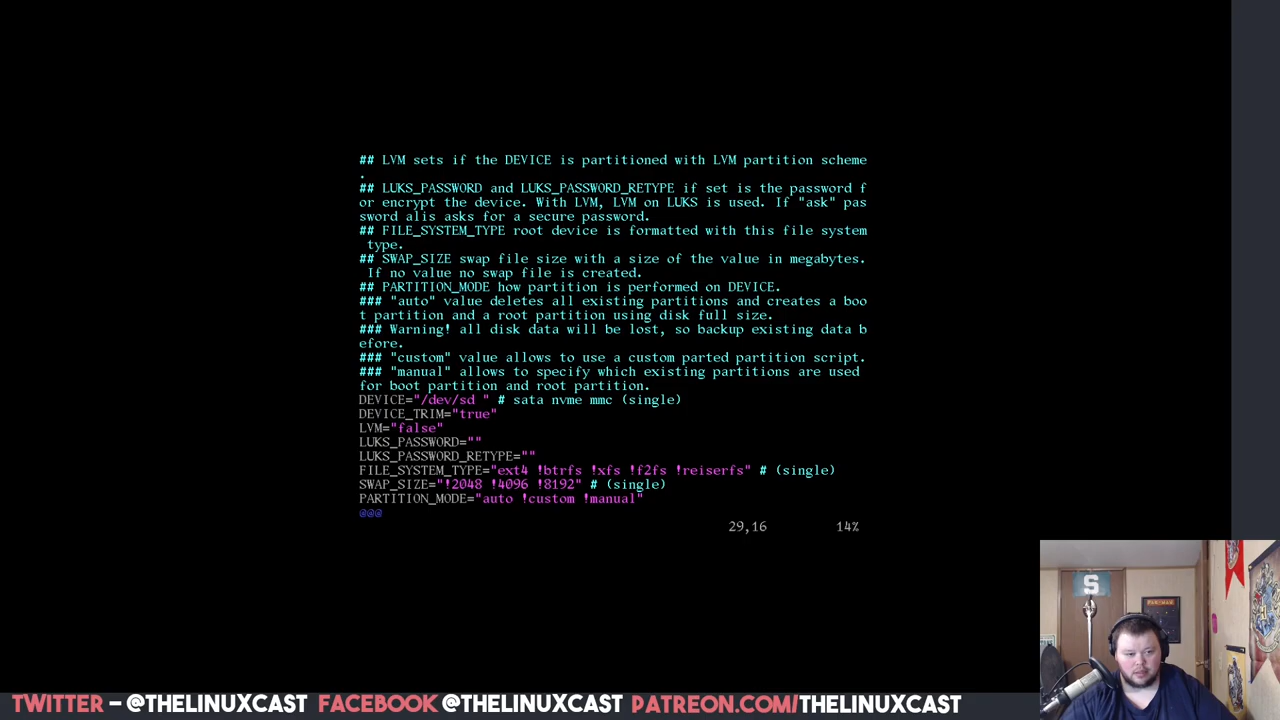 ## LVM sets if the DEVICE is partitioned with LVM partition scheme
.
## LUKS_PASSWORD and LUKS_PASSWORD_RETYPE if set is the password f
or encrypt the device. With LVM, LVM on LUKS is used. If "ask" pas
sword alis asks for a secure password.
## FILE_SYSTEM_TYPE root device is formatted with this file system
type.
## SWAP_SIZE swap file size with a size of the value in megabytes.
If no value no swap file is created.
## PARTITION_MODE how partition is performed on DEVICE.
### "auto" value deletes all existing partitions and creates a boo
t partition and a root partition using disk full size.
### Warning! all disk data will be lost, so backup existing data b
efore.
### "custom" value allows to use a custom parted partition script.
### "manual" allows to specify which existing partitions are used
for boot partition and root partition.
DEVICE="/dev/sd " # sata nvme mmc (single)
DEVICE_TRIM="true"
LVM="false"
LUKS_PASSWORD=""
LUKS_PASSWORD_RETYPE=""
FILE_SYSTEM_TYPE="ext4 !btrfs !xfs !f2fs !reiserfs" # (single)
SWAP_SIZE="!2048 !4096 !8192" # (single)
PARTITION_MODE="auto !custom !manual"
@@@
29,16 14%
S
TWITTER – @THELINUXCAST FACEBOOK @THELINUXCAST PATREON.COM/THELINUXCAST